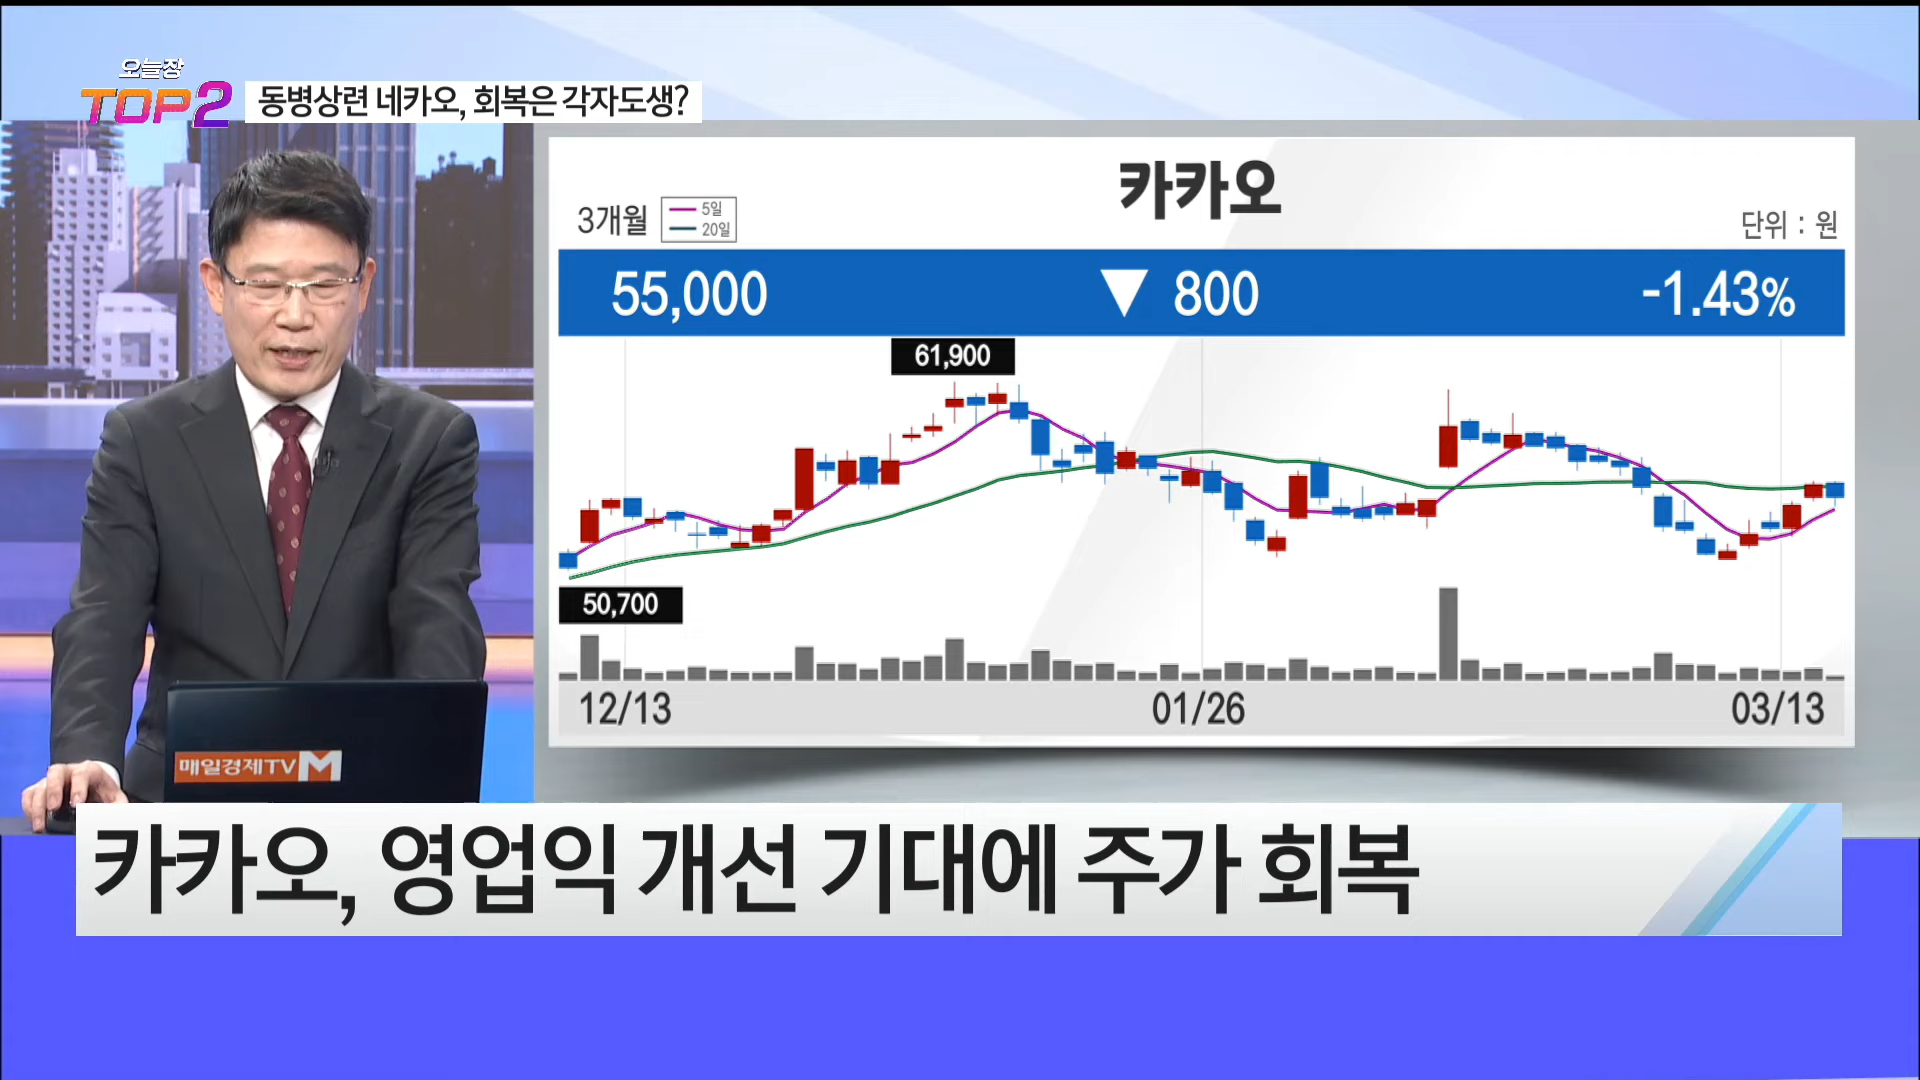 오늘장
TOP2
동병상련 네카오, 회복은 각자도생?
카카오
3개월
5일
20일
단위 : 원
55,000 ▼ 800 -1.43%
61,900
50,700
12/13 01/26 03/13
매일경제TV M
카카오, 영업익 개선 기대에 주가 회복